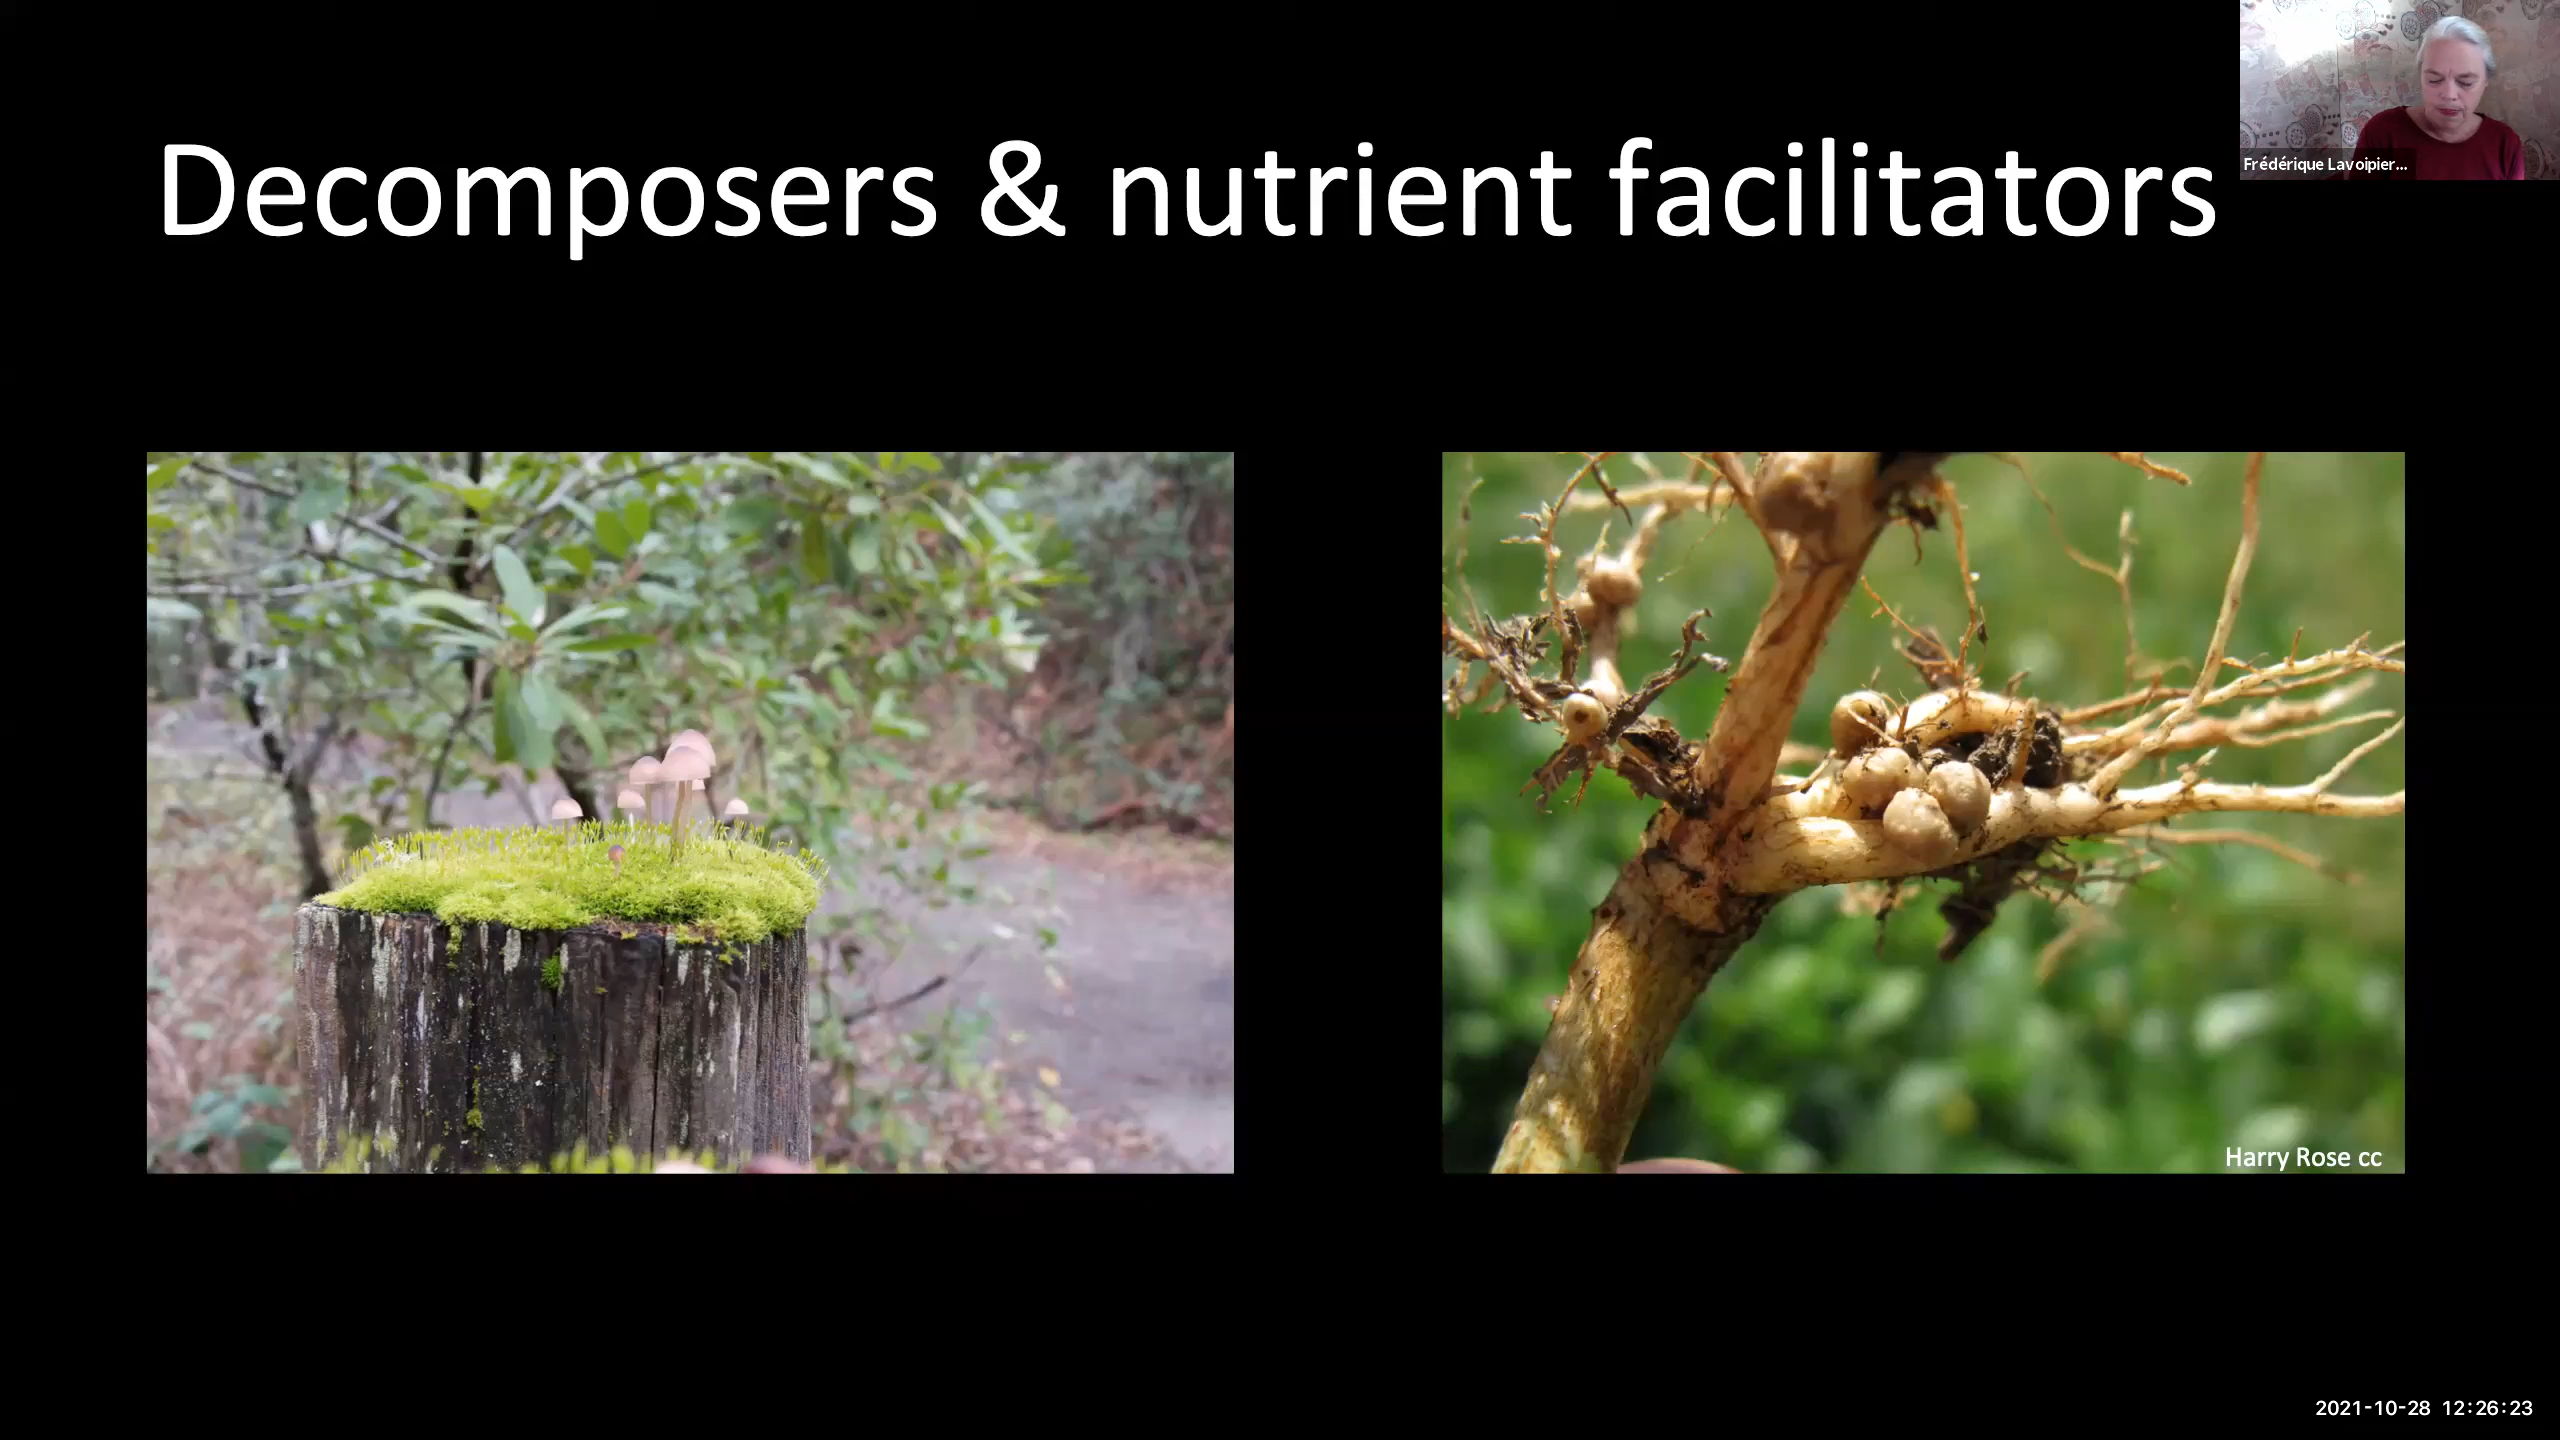 Decomposers & nutrient facilitators
Frédérique Lavoipier...
Harry Rose cc
2021-10-28 12:26:23